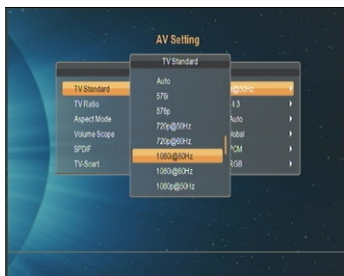 AV Setting
TV Standard
Auto
576i
576p
720p@50Hz
720p@60Hz
1080i@50Hz
1080i@60Hz
1080p@50Hz
TV Standard
TV Ratio
Aspect Mode
Volume Scope
SPDIF
TV-Scart
@50Hz
4:3
Auto
PCM
RGB